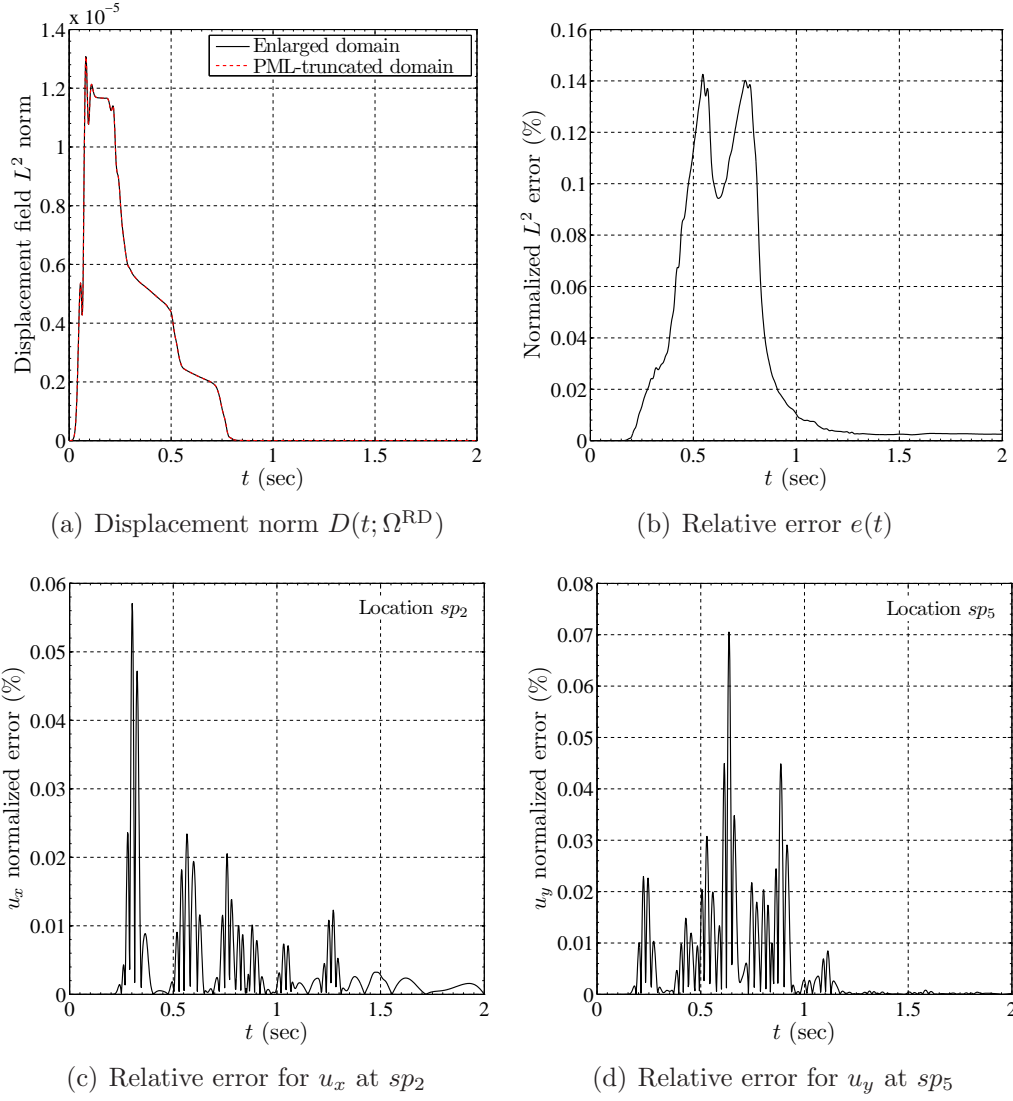 x 10⁻⁵
1.4
1.2
1
0.8
0.6
0.4
0.2
0
Displacement field L² norm
Enlarged domain
PML-truncated domain
0 0.5 1 1.5 2
t (sec)
(a) Displacement norm D(t; Ω^RD)
0.16
0.14
0.12
0.1
0.08
0.06
0.04
0.02
0
Normalized L² error (%)
0 0.5 1 1.5 2
t (sec)
(b) Relative error e(t)
0.06
0.05
0.04
0.03
0.02
0.01
0
u_x normalized error (%)
Location sp₂
0 0.5 1 1.5 2
t (sec)
(c) Relative error for u_x at sp₂
0.08
0.07
0.06
0.05
0.04
0.03
0.02
0.01
0
u_y normalized error (%)
Location sp₅
0 0.5 1 1.5 2
t (sec)
(d) Relative error for u_y at sp₅